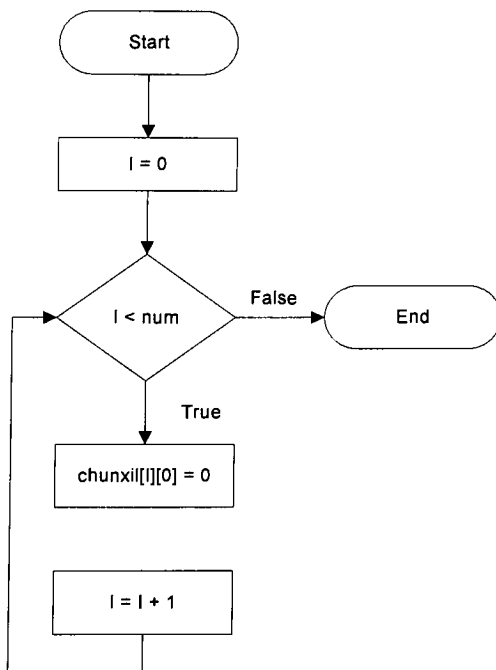 Start
I = 0
I < num
False
End
True
chunxil[I][0] = 0
I = I + 1